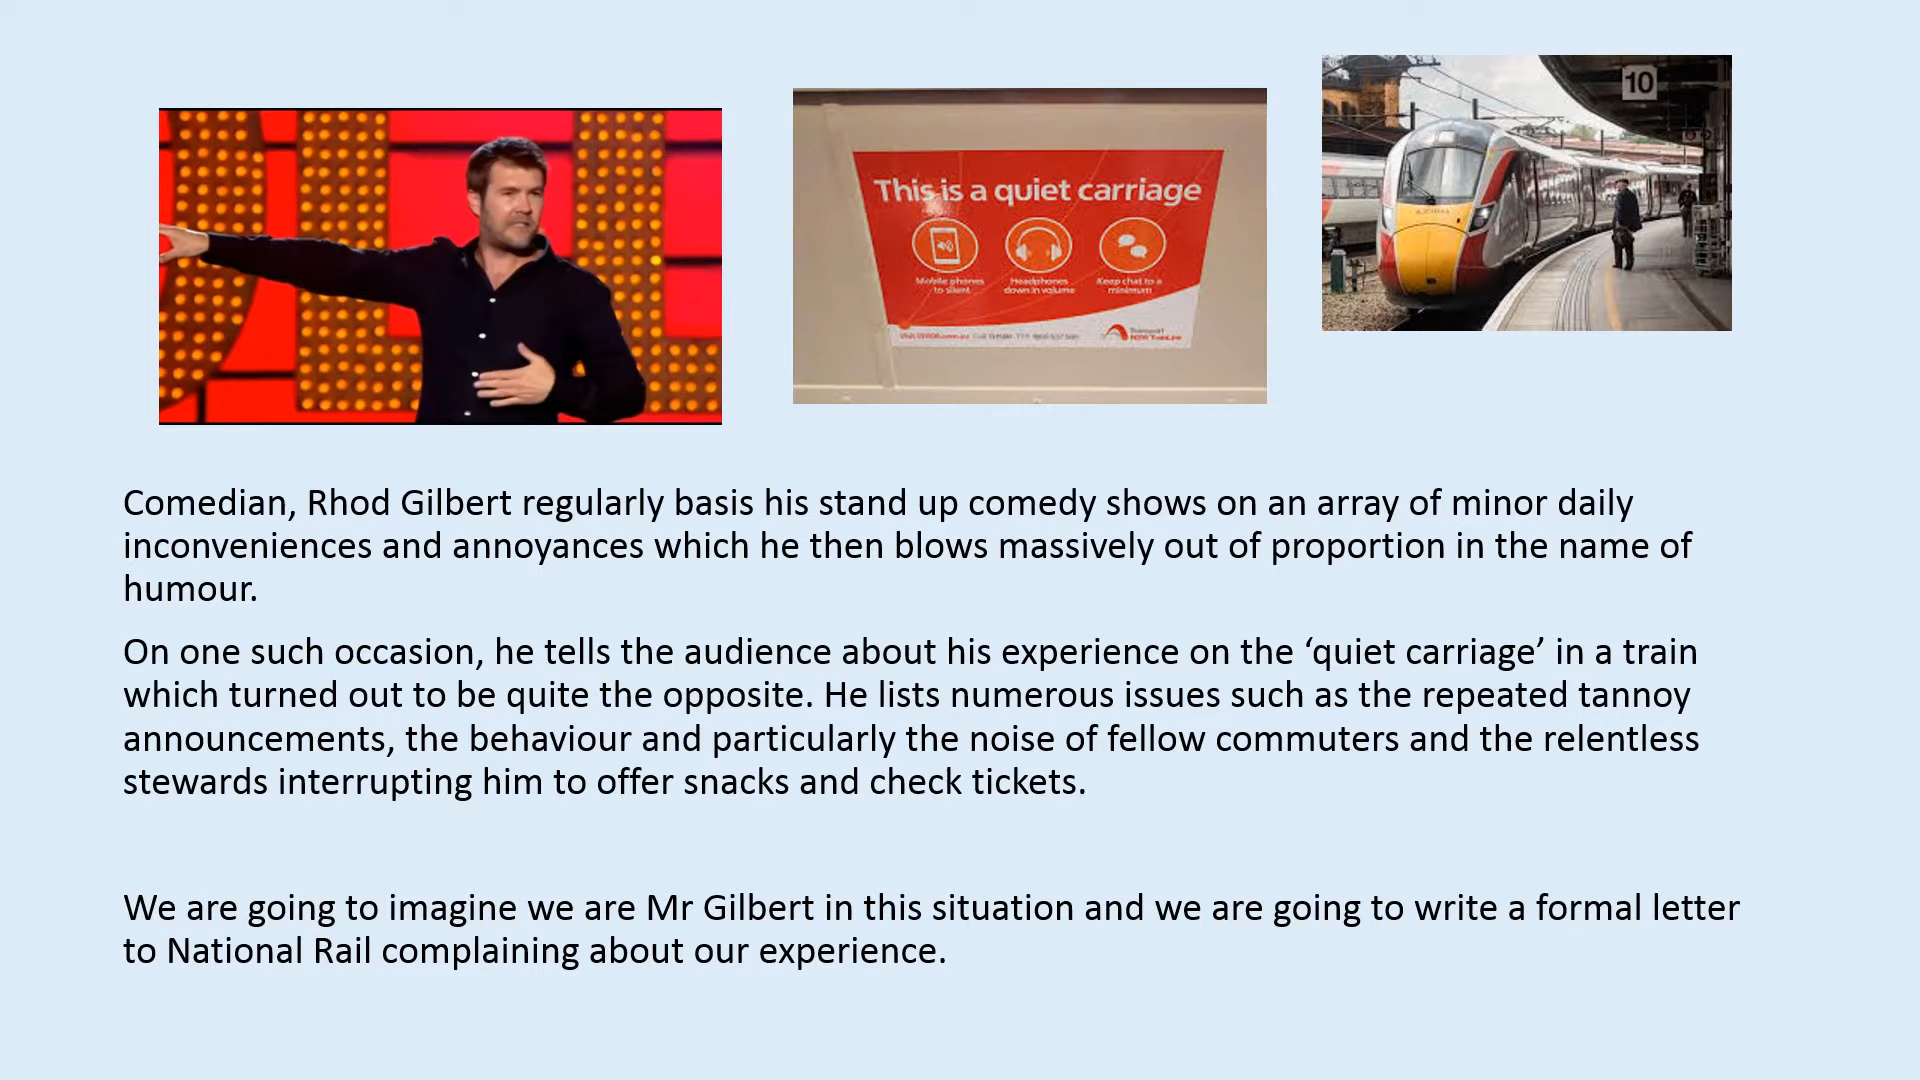 10
This is a quiet carriage
Mobile phones
to silent
Headphones
down in volume
Keep chat to a
minimum
Transport
NSW TrainLink
Comedian, Rhod Gilbert regularly basis his stand up comedy shows on an array of minor daily
inconveniences and annoyances which he then blows massively out of proportion in the name of
humour.
On one such occasion, he tells the audience about his experience on the ‘quiet carriage’ in a train
which turned out to be quite the opposite. He lists numerous issues such as the repeated tannoy
announcements, the behaviour and particularly the noise of fellow commuters and the relentless
stewards interrupting him to offer snacks and check tickets.
We are going to imagine we are Mr Gilbert in this situation and we are going to write a formal letter
to National Rail complaining about our experience.